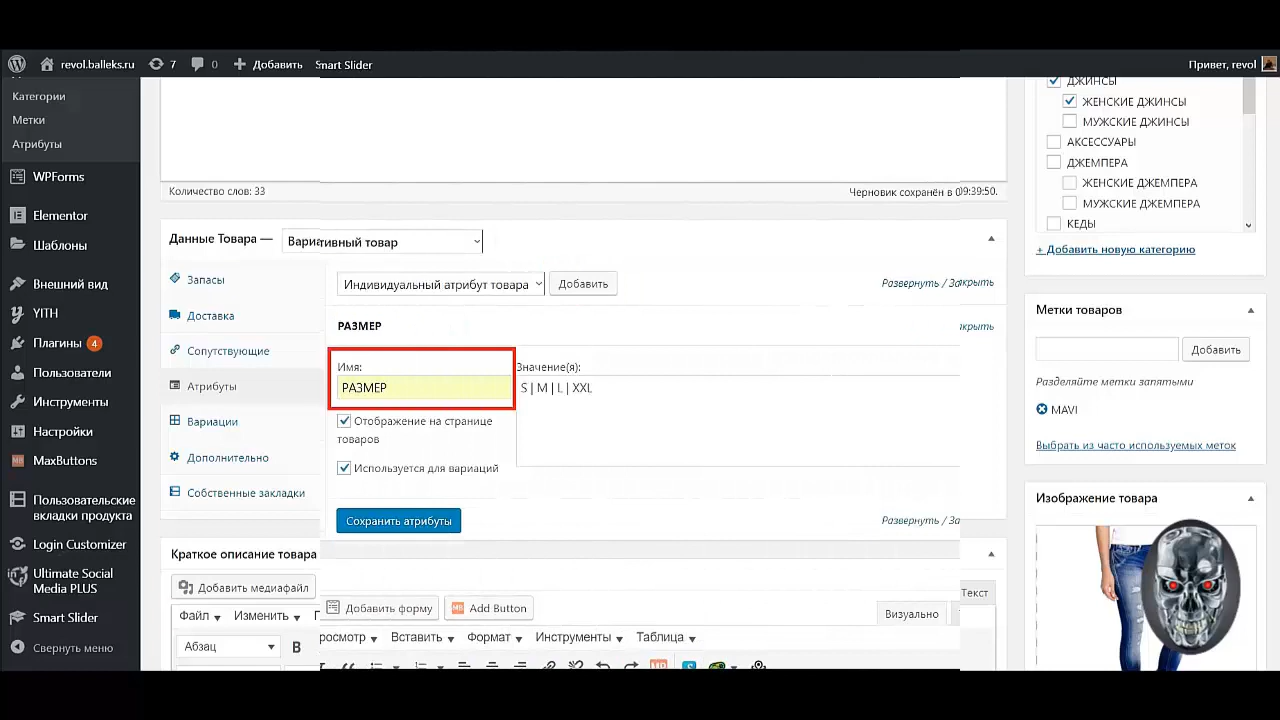 revol.balleks.ru
7
0
Добавить
Smart Slider
Привет, revol
Категории
Метки
Атрибуты
WPForms
Elementor
Шаблоны
Внешний вид
YITH
Плагины 4
Пользователи
Инструменты
Настройки
MaxButtons
Пользовательские
вкладки продукта
Login Customizer
Ultimate Social
Media PLUS
Smart Slider
Свернуть меню
Количество слов: 33
Черновик сохранён в 09:39:50.
Данные Товара —
Вариативный товар
Запасы
Доставка
Сопутствующие
Атрибуты
Вариации
Дополнительно
Собственные закладки
Индивидуальный атрибут товара
Добавить
Развернуть / Закрыть
РАЗМЕР
крыть
Имя:
Значение(я):
РАЗМЕР
S | M | L | XXL
Отображение на странице
товаров
Используется для вариаций
Сохранить атрибуты
Развернуть / За
Краткое описание товара
Добавить медиафайл
Добавить форму
MB Add Button
Визуально
Текст
Файл
Изменить
П
росмотр
Вставить
Формат
Инструменты
Таблица
Абзац
B
ДЖИНСЫ
ЖЕНСКИЕ ДЖИНСЫ
МУЖСКИЕ ДЖИНСЫ
АКСЕССУАРЫ
ДЖЕМПЕРА
ЖЕНСКИЕ ДЖЕМПЕРА
МУЖСКИЕ ДЖЕМПЕРА
КЕДЫ
+ Добавить новую категорию
Метки товаров
Добавить
Разделяйте метки запятыми
MAVI
Выбрать из часто используемых меток
Изображение товара